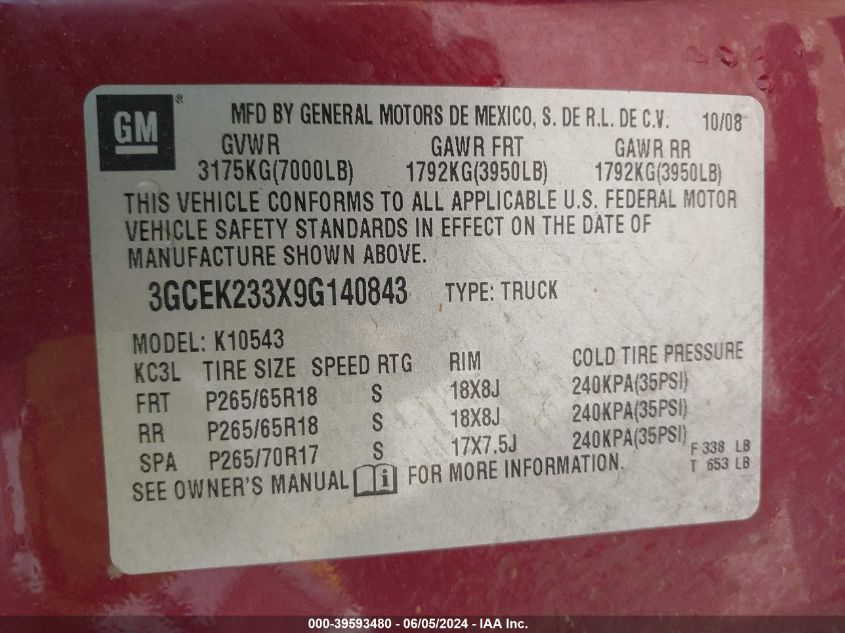 GM ® MFD BY GENERAL MOTORS DE MEXICO, S. DE R.L. DE C.V. 10/08
GVWR GAWR FRT GAWR RR
3175KG(7000LB) 1792KG(3950LB) 1792KG(3950LB)
THIS VEHICLE CONFORMS TO ALL APPLICABLE U.S. FEDERAL MOTOR
VEHICLE SAFETY STANDARDS IN EFFECT ON THE DATE OF
MANUFACTURE SHOWN ABOVE.
3GCEK233X9G140843 TYPE: TRUCK
MODEL: K10543
KC3L TIRE SIZE SPEED RTG RIM COLD TIRE PRESSURE
FRT P265/65R18 S 18X8J 240KPA(35PSI)
RR P265/65R18 S 18X8J 240KPA(35PSI)
SPA P265/70R17 S 17X7.5J 240KPA(35PSI)
F 338 LB
T 653 LB
SEE OWNER'S MANUAL i FOR MORE INFORMATION.
000-39593480 - 06/05/2024 - IAA Inc.